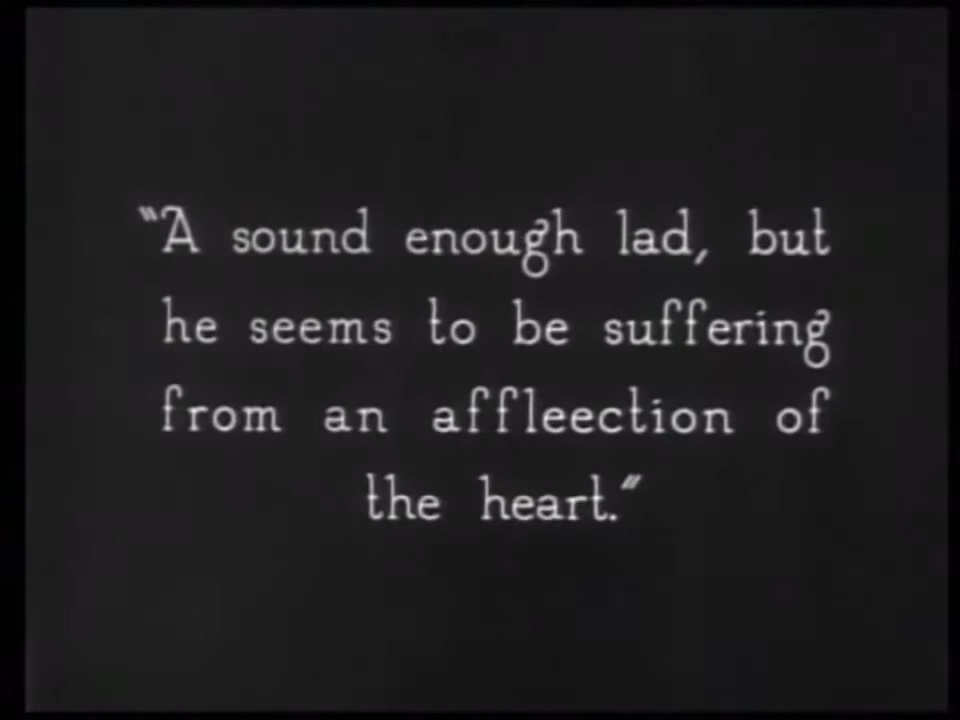 “A sound enough lad, but
he seems to be suffering
from an affleection of
the heart.”